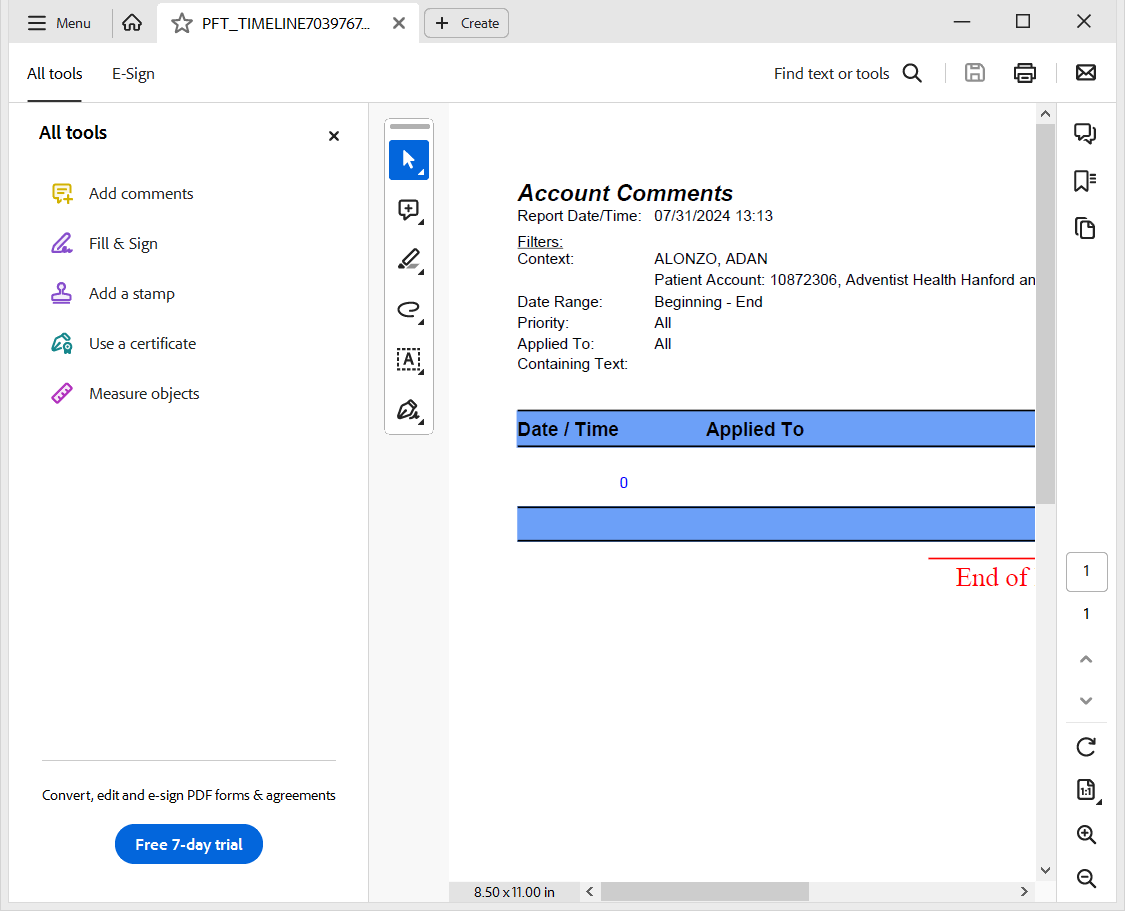 Menu
PFT_TIMELINE7039767...
Create
All tools
E-Sign
Find text or tools
All tools
Add comments
Fill & Sign
Add a stamp
Use a certificate
Measure objects
Convert, edit and e-sign PDF forms & agreements
Free 7-day trial
A
Account Comments
Report Date/Time: 07/31/2024 13:13
Filters:
Context: ALONZO, ADAN
Patient Account: 10872306, Adventist Health Hanford an
Date Range: Beginning - End
Priority: All
Applied To: All
Containing Text:
Date / Time Applied To
0
End of
8.50 x 11.00 in
1
1
1:1